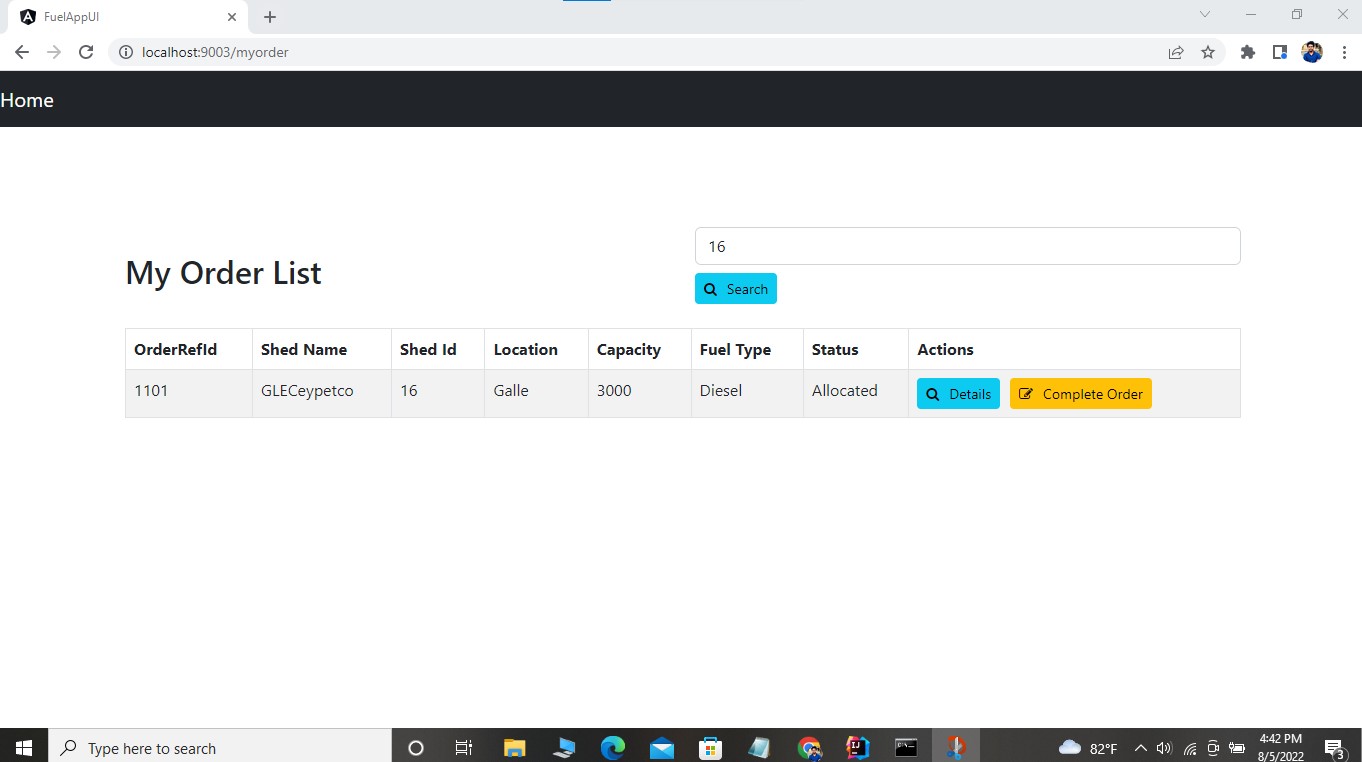 FuelAppUI
localhost:9003/myorder
Home
16
My Order List
Search
OrderRefId Shed Name Shed Id Location Capacity Fuel Type Status Actions
1101 GLECeypetco 16 Galle 3000 Diesel Allocated Details Complete Order
Type here to search
82°F
4:42 PM
8/5/2022
3